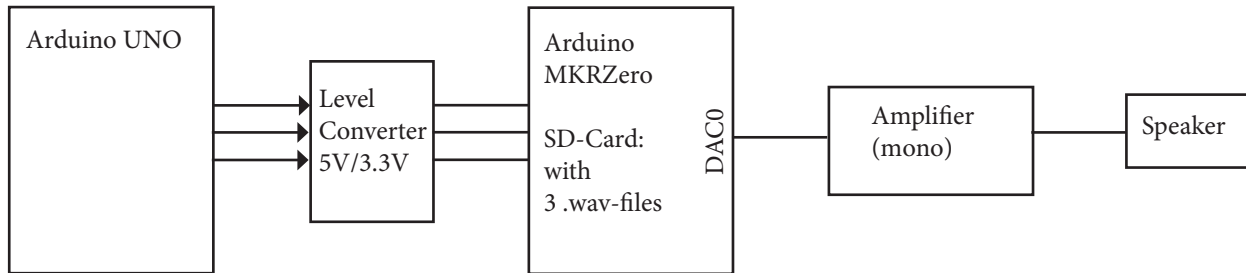 Arduino UNO
Level
Converter
5V/3.3V
Arduino
MKRZero
SD-Card:
with
3 .wav-files
DAC0
Amplifier
(mono)
Speaker